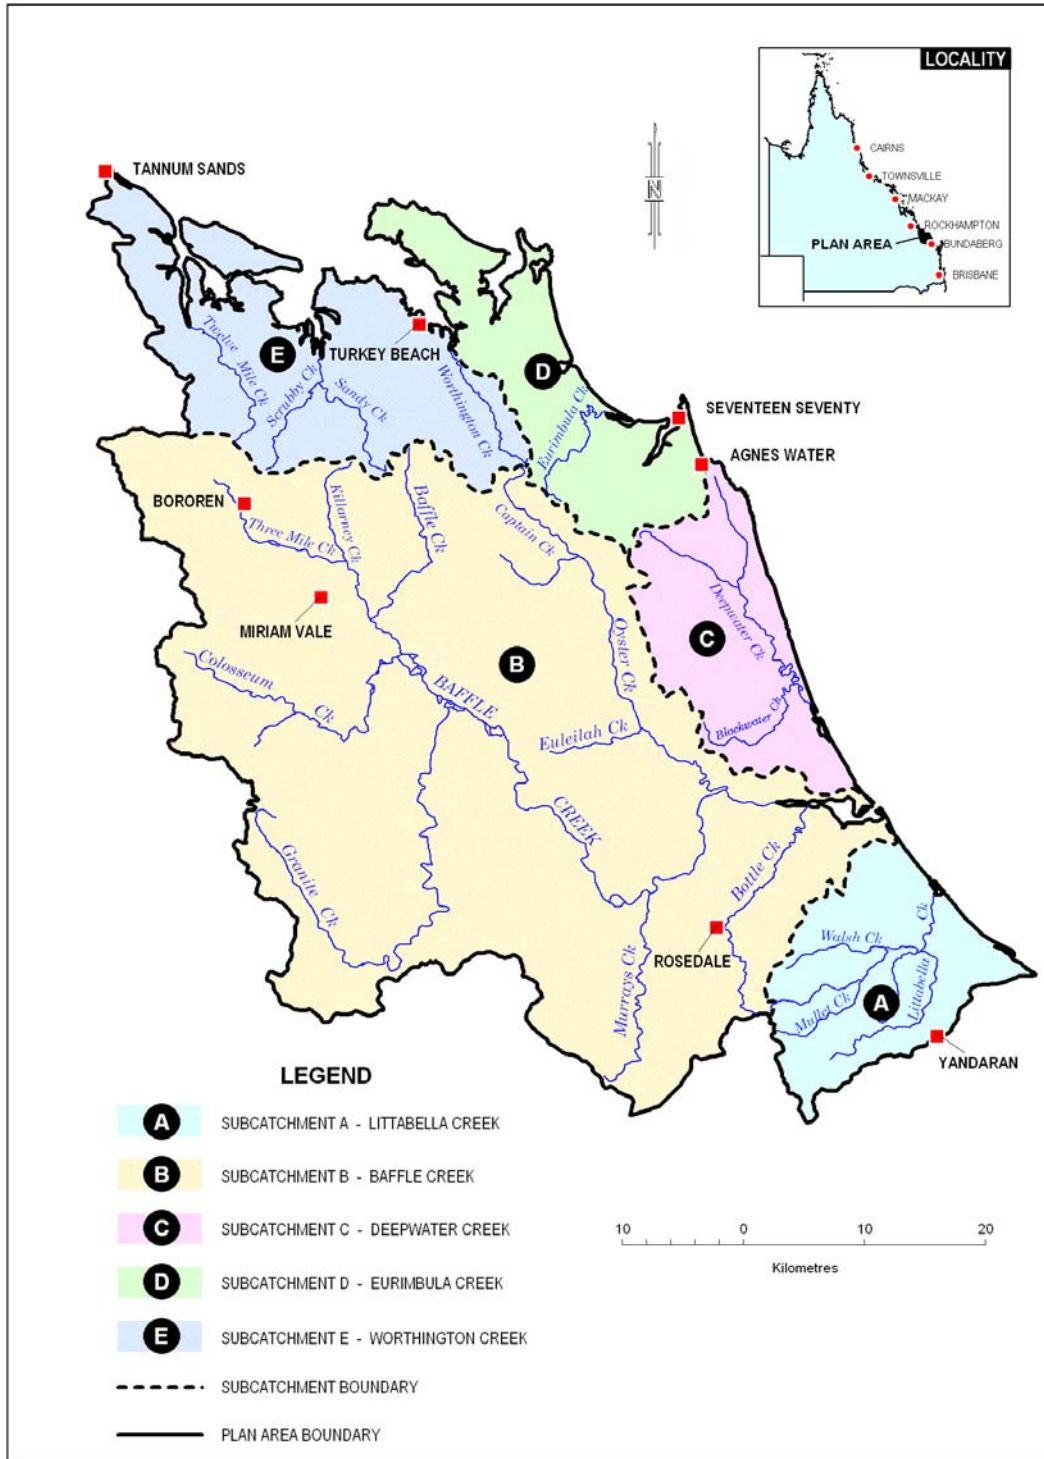 LOCALITY
CAIRNS
TOWNSVILLE
MACKAY
ROCKHAMPTON
PLAN AREA
BUNDABERG
BRISBANE
N
TANNUM SANDS
TURKEY BEACH
E
D
Twelve Mile Ck
Scrubby Ck
Sandy Ck
Worthington Ck
Eurimbula Ck
SEVENTEEN SEVENTY
AGNES WATER
BOROREN
Three Mile Ck
Killarney Ck
Baffle Ck
Captain Ck
MIRIAM VALE
Colosseum Ck
B
C
Oyster Ck
Deepwater Ck
Blackwater Ck
BAFFLE CREEK
Euleilah Ck
Granite Ck
Bottle Ck
Murrays Ck
ROSEDALE
Walsh Ck
Mullet Ck
Littabella Ck
A
YANDARAN
LEGEND
A SUBCATCHMENT A - LITTABELLA CREEK
B SUBCATCHMENT B - BAFFLE CREEK
C SUBCATCHMENT C - DEEPWATER CREEK
D SUBCATCHMENT D - EURIMBULA CREEK
E SUBCATCHMENT E - WORTHINGTON CREEK
SUBCATCHMENT BOUNDARY
PLAN AREA BOUNDARY
10 0 10 20
Kilometres